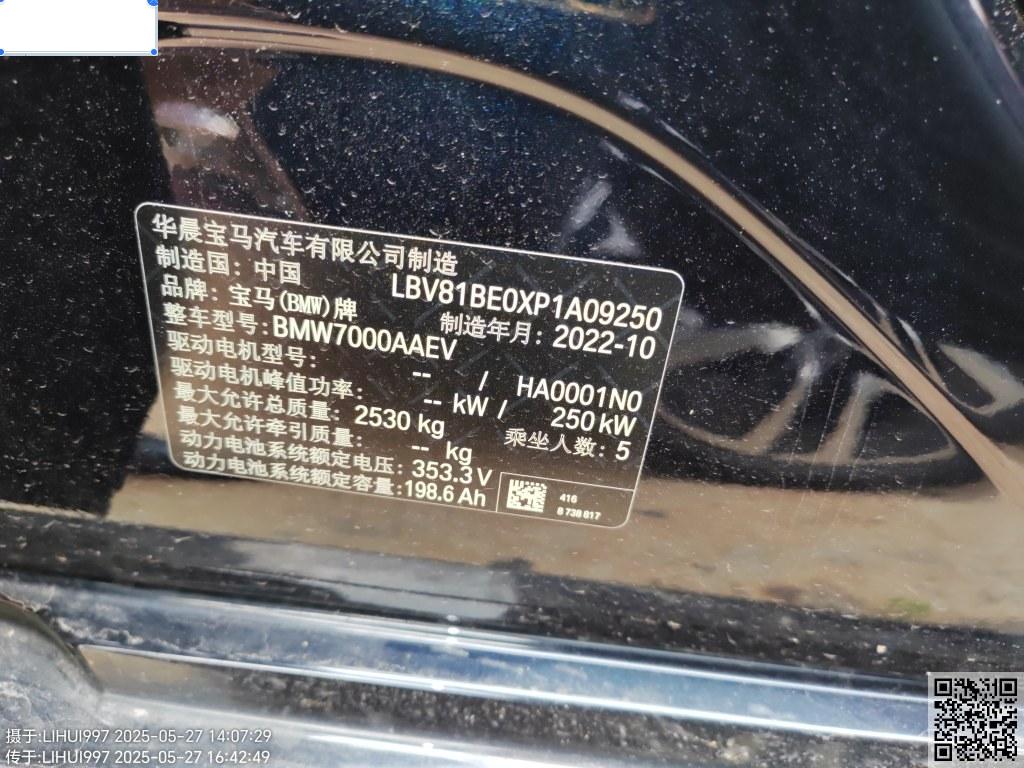 华晨宝马汽车有限公司制造
制造国：中国
LBV81BE0XP1A09250
品牌：宝马(BMW)牌
制造年月：2022-10
整车型号：BMW7000AAEV
驱动电机型号： -- / HA0001N0
驱动电机峰值功率： -- kW / 250 kW
最大允许总质量：2530 kg
乘坐人数：5
最大允许牵引质量： -- kg
动力电池系统额定电压：353.3 V
动力电池系统额定容量：198.6 Ah
416
8 738 817
摄于:LIHUI997 2025-05-27 14:07:29
传于:LIHUI997 2025-05-27 16:42:49